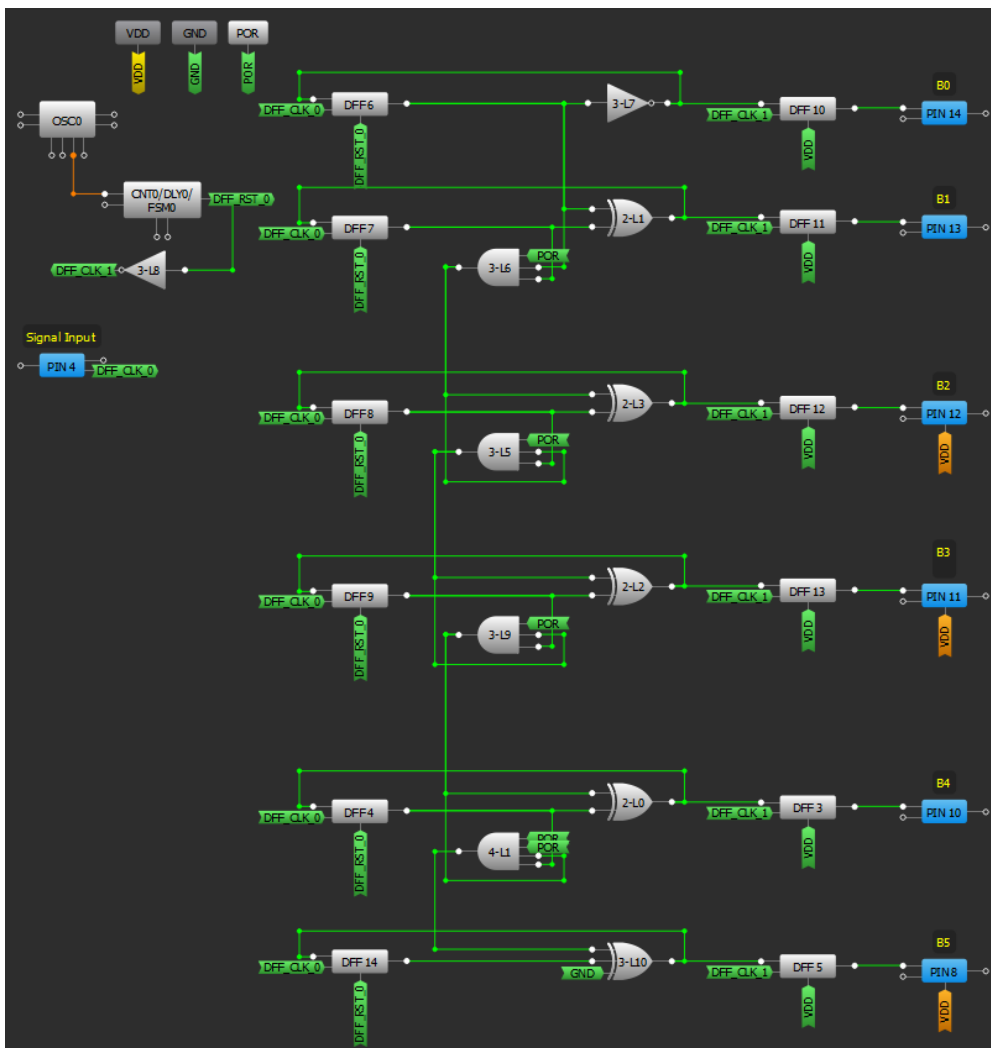 VDD
GND
POR
VDD
GND
POR
OSC0
CNT0/DLY0/
FSM0
DFF_RST_0
3-L8
DFF_CLK_1
Signal Input
PIN 4
DFF_CLK_0
DFF_CLK_0
DFF6
DFF_RST_0
3-L7
DFF_CLK_1
DFF 10
VDD
B0
PIN 14
DFF_CLK_0
DFF7
DFF_RST_0
2-L1
POR
3-L6
DFF_CLK_1
DFF 11
VDD
B1
PIN 13
DFF_CLK_0
DFF8
DFF_RST_0
2-L3
POR
3-L5
DFF_CLK_1
DFF 12
VDD
B2
PIN 12
VDD
DFF_CLK_0
DFF9
DFF_RST_0
2-L2
POR
3-L9
DFF_CLK_1
DFF 13
VDD
B3
PIN 11
VDD
DFF_CLK_0
DFF4
DFF_RST_0
2-L0
POR
POR
4-L1
DFF_CLK_1
DFF 3
VDD
B4
PIN 10
DFF_CLK_0
DFF 14
DFF_RST_0
3-L10
GND
DFF_CLK_1
DFF 5
VDD
B5
PIN 8
VDD